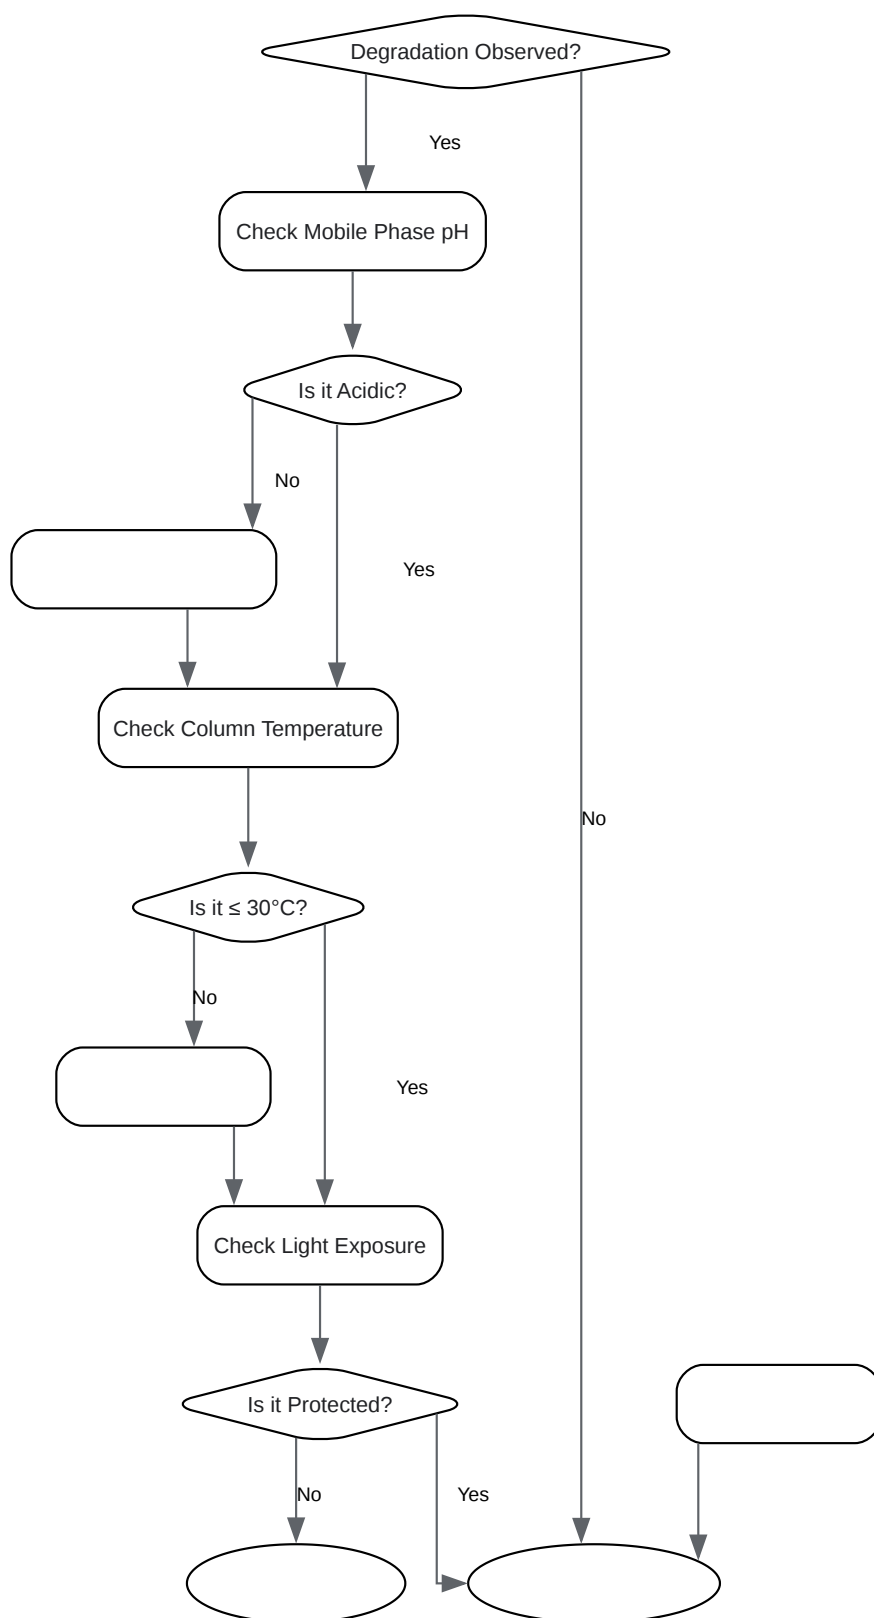 Degradation Observed?
Yes
Check Mobile Phase pH
Is it Acidic?
No
Yes
Check Column Temperature
No
Is it ≤ 30°C?
No
Yes
Check Light Exposure
Is it Protected?
No
Yes